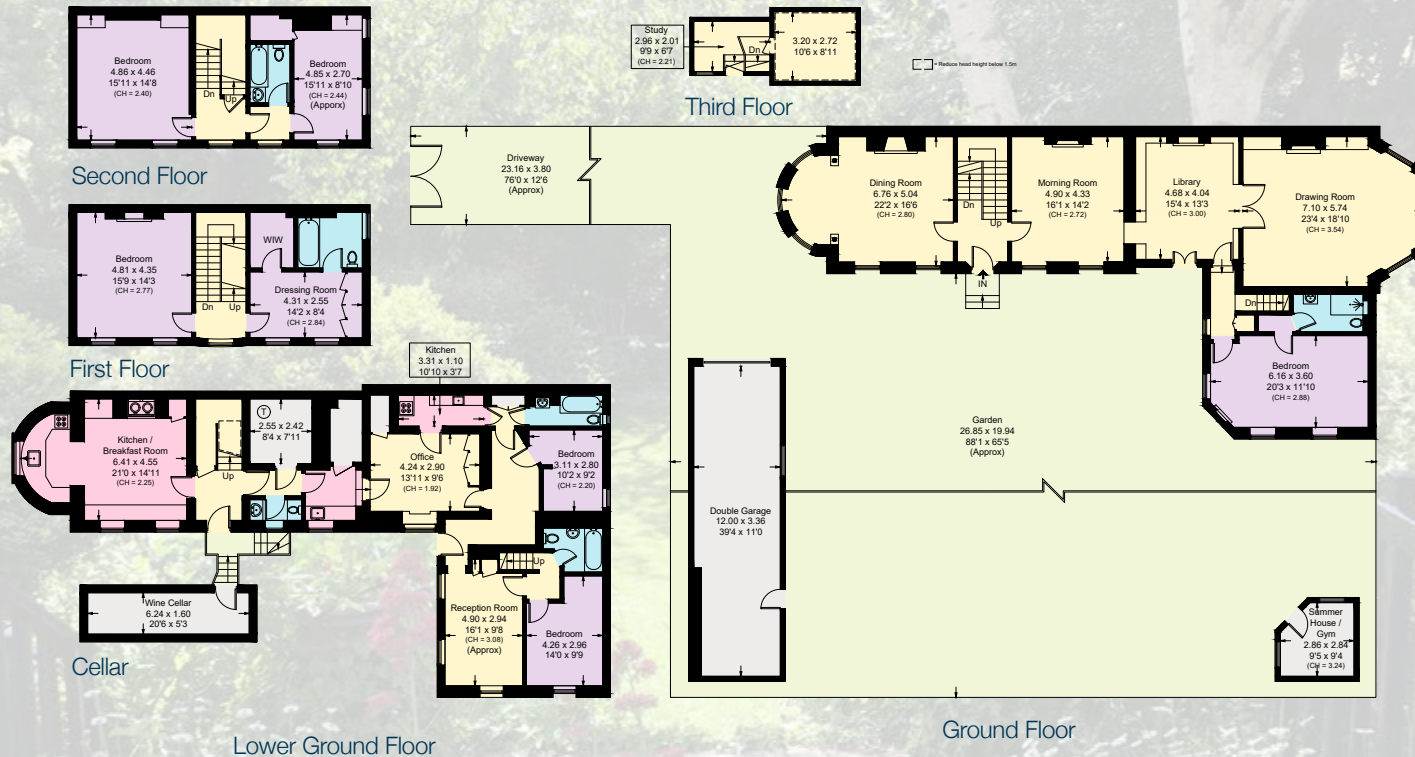 Bedroom
4.86 x 4.46
15'11 x 14'8
(CH = 2.40)
Dn
Up
Bedroom
4.85 x 2.70
15'11 x 8'10
(CH = 2.44)
(Apporx)
Second Floor
Study
2.96 x 2.01
9'9 x 6'7
(CH = 2.21)
Dn
3.20 x 2.72
10'6 x 8'11
Third Floor
= Reduce head height below 1.5m
Bedroom
4.81 x 4.35
15'9 x 14'3
(CH = 2.77)
Dn
Up
WIW
Dressing Room
4.31 x 2.55
14'2 x 8'4
(CH = 2.84)
First Floor
Driveway
23.16 x 3.80
76'0 x 12'6
(Approx)
Dining Room
6.76 x 5.04
22'2 x 16'6
(CH = 2.80)
Dn
Up
IN
Morning Room
4.90 x 4.33
16'1 x 14'2
(CH = 2.72)
Library
4.68 x 4.04
15'4 x 13'3
(CH = 3.00)
Drawing Room
7.10 x 5.74
23'4 x 18'10
(CH = 3.54)
Dn
Bedroom
6.16 x 3.60
20'3 x 11'10
(CH = 2.88)
Kitchen
3.31 x 1.10
10'10 x 3'7
Kitchen /
Breakfast Room
6.41 x 4.55
21'0 x 14'11
(CH = 2.25)
Up
T
2.55 x 2.42
8'4 x 7'11
Office
4.24 x 2.90
13'11 x 9'6
(CH = 1.92)
Bedroom
3.11 x 2.80
10'2 x 9'2
(CH = 2.20)
Up
Reception Room
4.90 x 2.94
16'1 x 9'8
(CH = 3.08)
(Approx)
Bedroom
4.26 x 2.96
14'0 x 9'9
Wine Cellar
6.24 x 1.60
20'6 x 5'3
Cellar
Lower Ground Floor
Garden
26.85 x 19.94
88'1 x 65'5
(Approx)
Double Garage
12.00 x 3.36
39'4 x 11'0
Summer
House /
Gym
2.86 x 2.84
9'5 x 9'4
(CH = 3.24)
Ground Floor